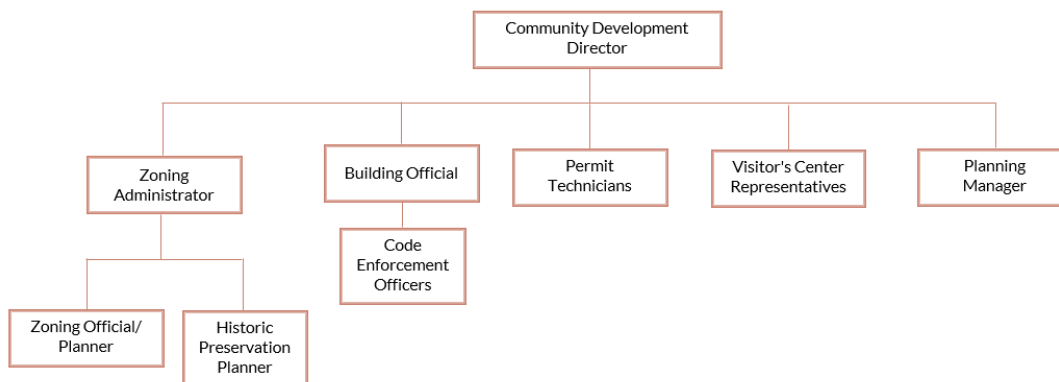 Community Development
Director
Zoning
Administrator
Building Official
Permit
Technicians
Visitor's Center
Representatives
Planning
Manager
Code
Enforcement
Officers
Zoning Official/
Planner
Historic
Preservation
Planner